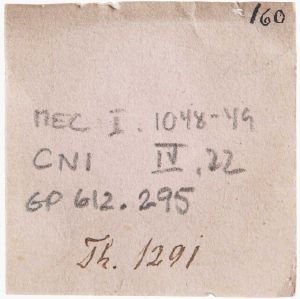 160
MEC I. 1048-49
CNI IV, 22
GP 612.295
Th. 1291